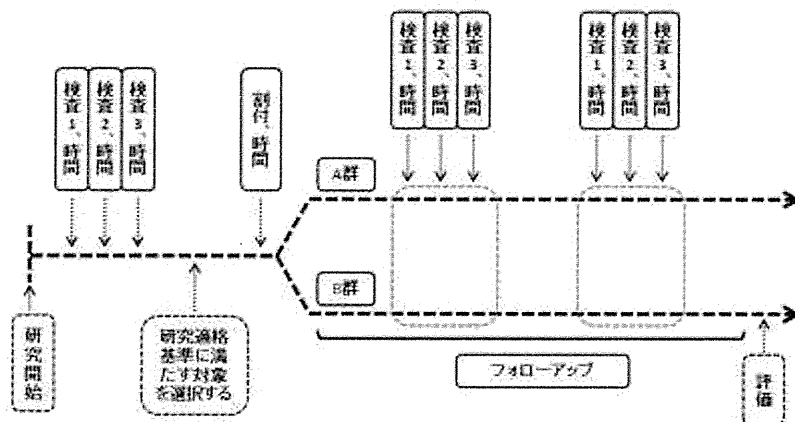 検査1、時間
検査2、時間
検査3、時間
割付、時間
検査1、時間
検査2、時間
検査3、時間
検査1、時間
検査2、時間
検査3、時間
A群
B群
研究開始
研究適格
基準に満
たす対象
を選択する
フォローアップ
評価